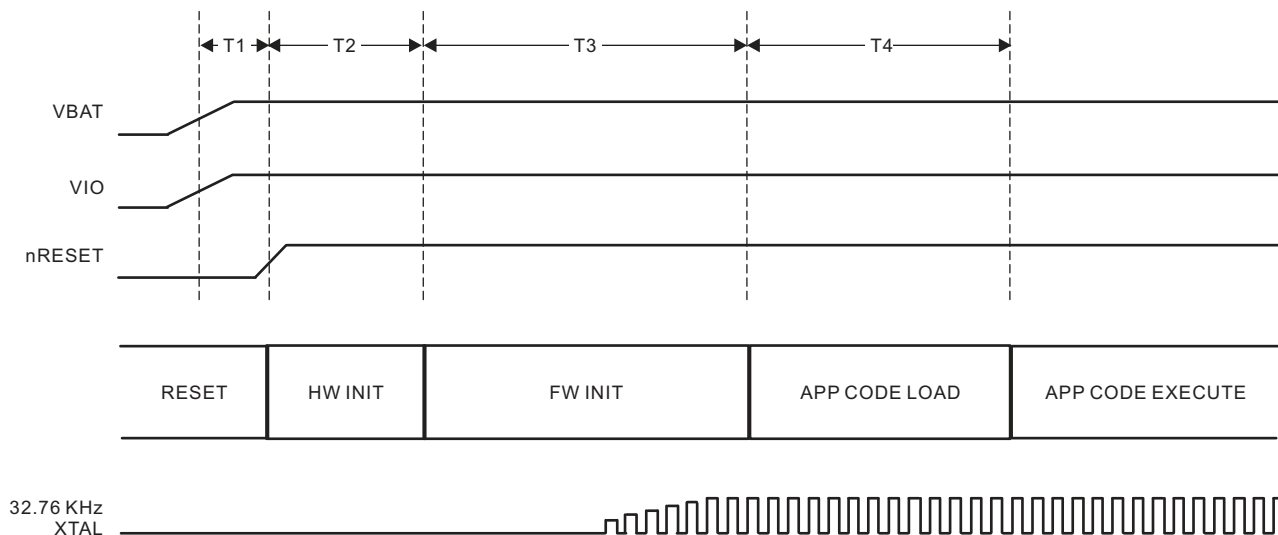 T1
T2
T3
T4
VBAT
VIO
nRESET
RESET
HW INIT
FW INIT
APP CODE LOAD
APP CODE EXECUTE
32.76 KHz
XTAL